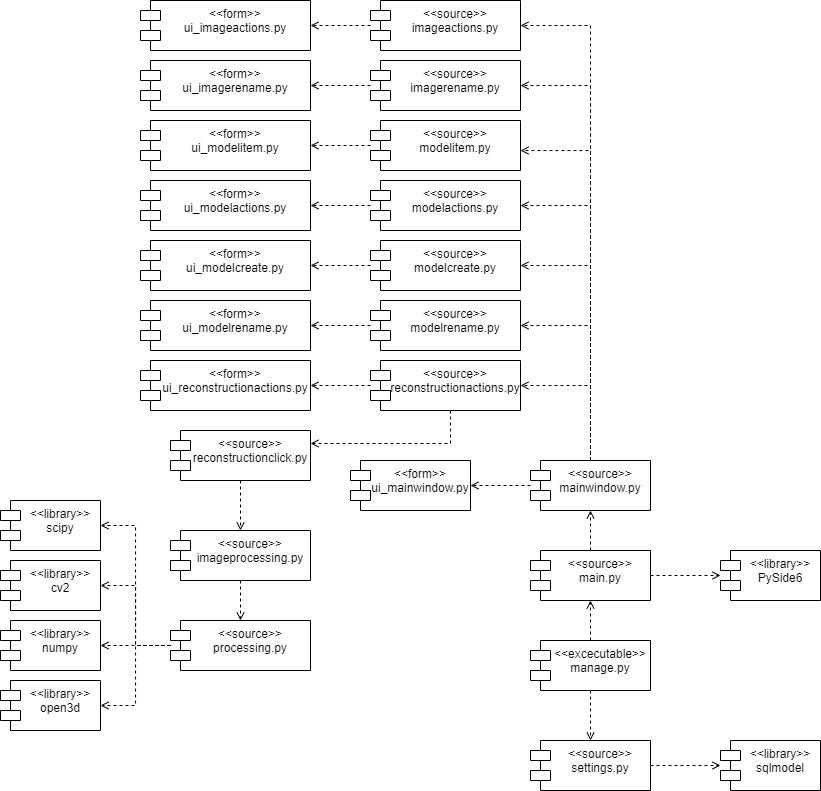 <<form>>
ui_imageactions.py
<<source>>
imageactions.py
<<form>>
ui_imagerename.py
<<source>>
imagerename.py
<<form>>
ui_modelitem.py
<<source>>
modelitem.py
<<form>>
ui_modelactions.py
<<source>>
modelactions.py
<<form>>
ui_modelcreate.py
<<source>>
modelcreate.py
<<form>>
ui_modelrename.py
<<source>>
modelrename.py
<<form>>
ui_reconstructionactions.py
<<source>>
reconstructionactions.py
<<source>>
reconstructionclick.py
<<form>>
ui_mainwindow.py
<<source>>
mainwindow.py
<<library>>
scipy
<<source>>
imageprocessing.py
<<source>>
main.py
<<library>>
PySide6
<<library>>
cv2
<<library>>
numpy
<<source>>
processing.py
<<excecutable>>
manage.py
<<library>>
open3d
<<source>>
settings.py
<<library>>
sqlmodel